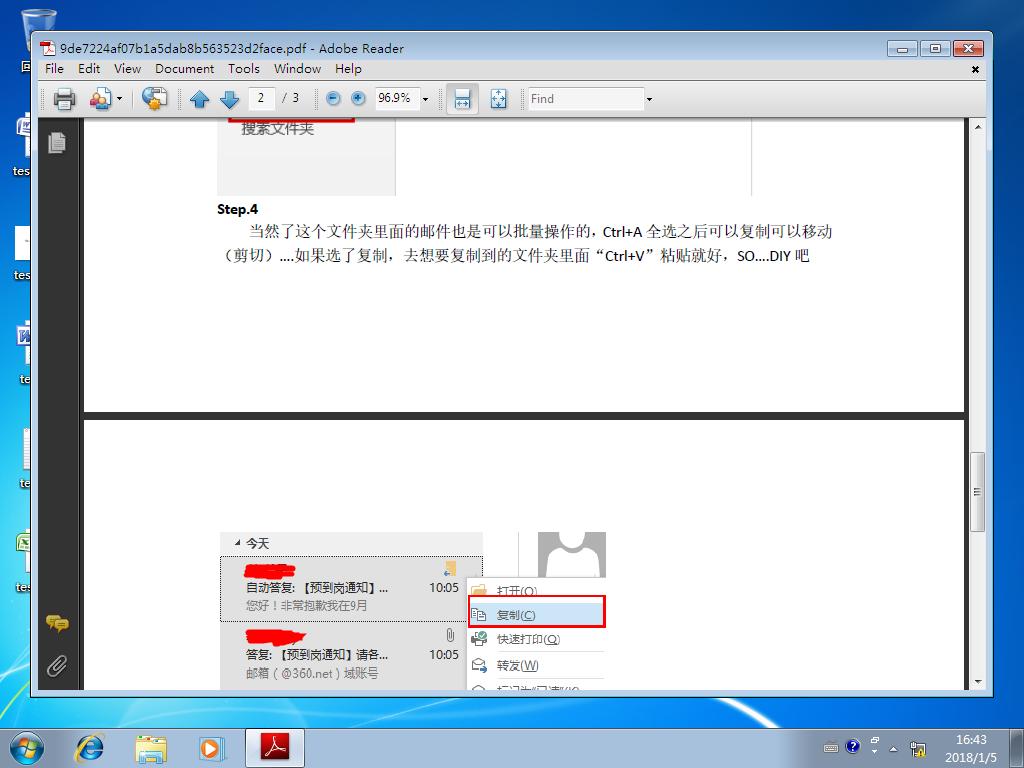 9de7224af07b1a5dab8b563523d2face.pdf - Adobe Reader
File Edit View Document Tools Window Help
2 / 3 96.9% Find
搜索文件夹
Step.4
当然了这个文件夹里面的邮件也是可以批量操作的，Ctrl+A 全选之后可以复制可以移动
（剪切）….如果选了复制，去想要复制到的文件夹里面“Ctrl+V”粘贴就好，SO….DIY 吧
今天
自动答复: 【预到岗通知】... 10:05
您好！非常抱歉我在9月
答复: 【预到岗通知】请各... 10:05
邮箱（@360.net）域账号
打开(O)
复制(C)
快速打印(Q)
转发(W)
tes
tes
te
te
tes
16:43
2018/1/5